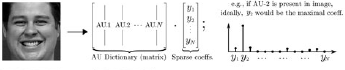 AU1 AU2 ... AUN
y1
y2
⋮
yN
;
AU Dictionary (matrix) Sparse coeffs.
e.g., if AU-2 is present in image,
ideally, y2 would be the maximal coeff.
y1 y2 ... yN